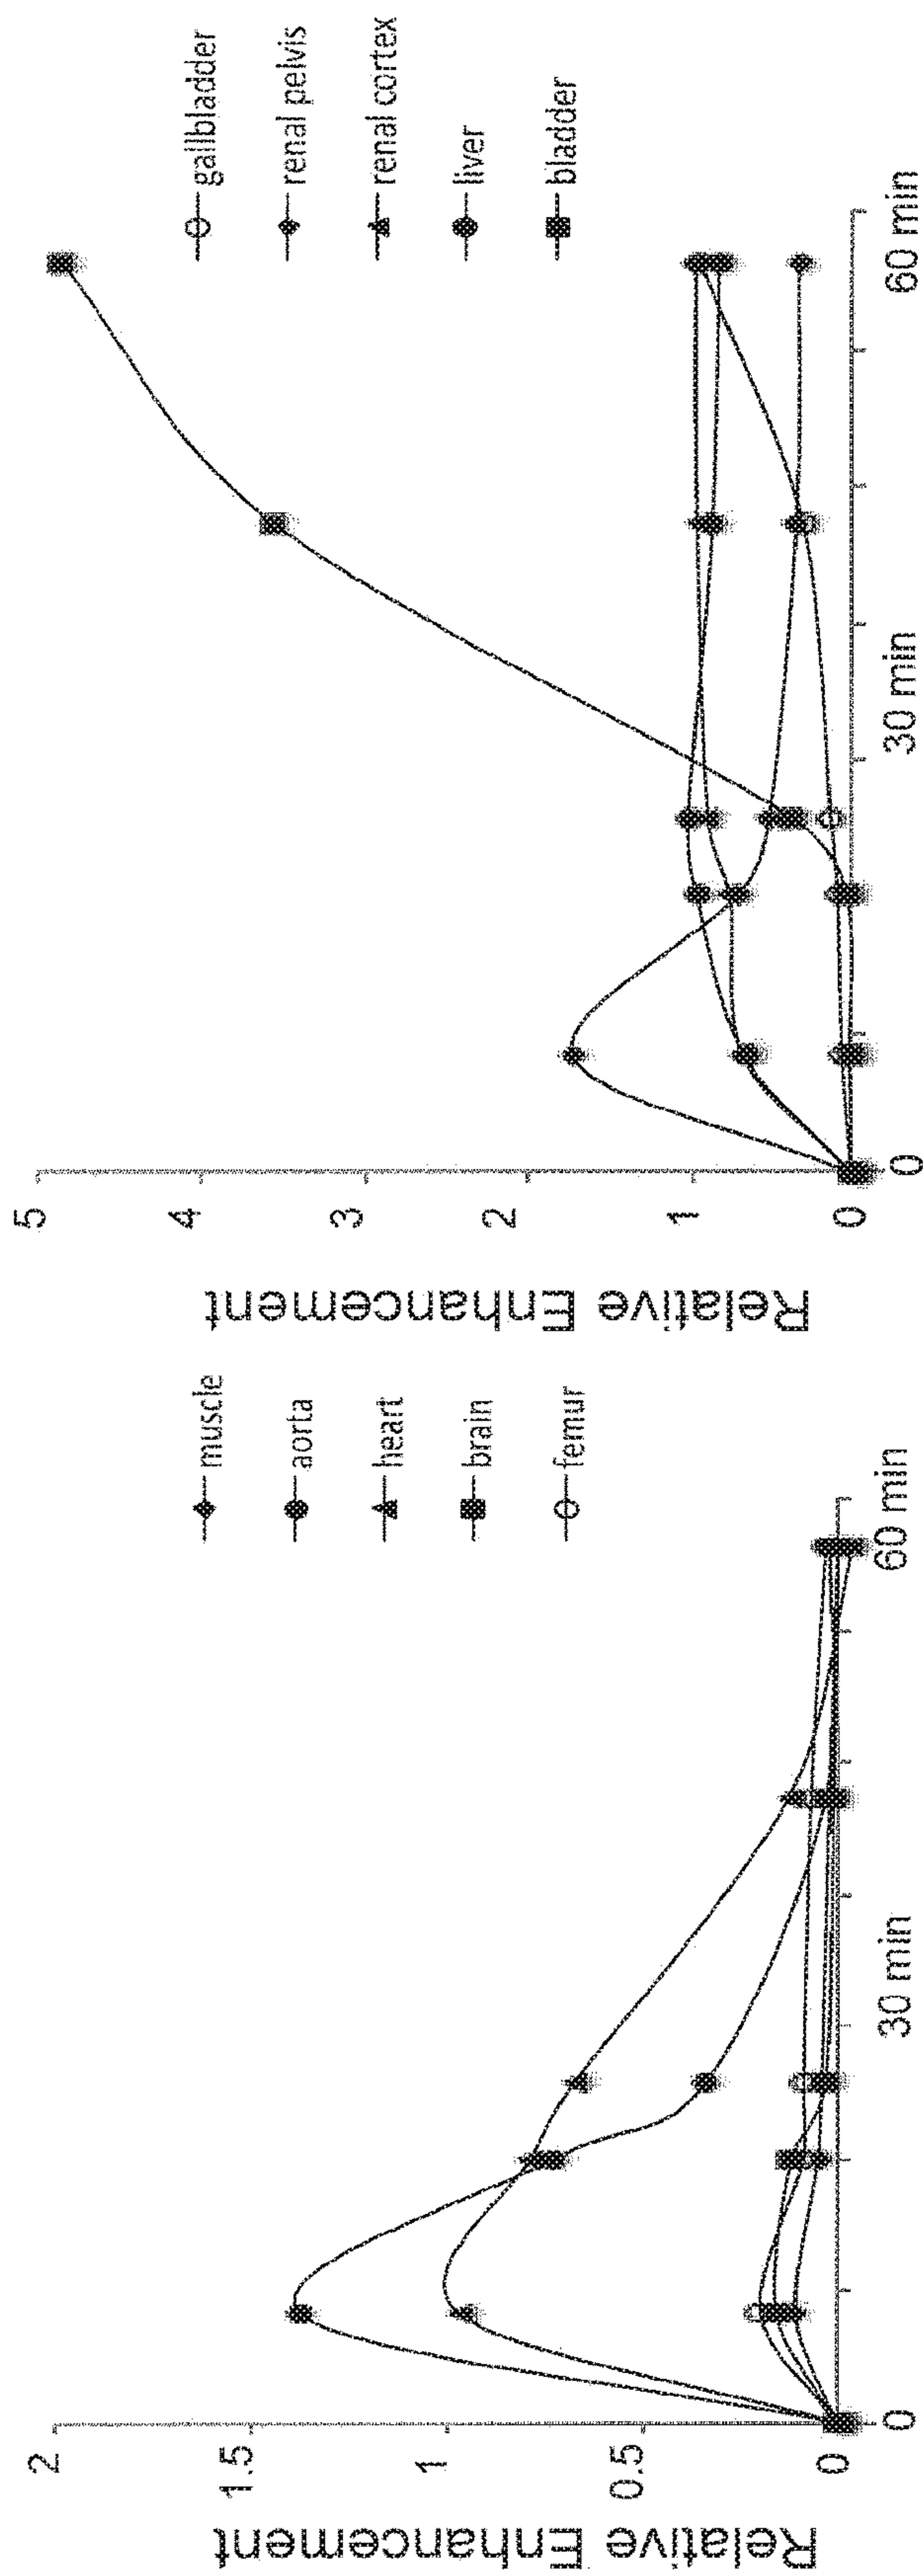 Relative Enhancement
2
1.5
1
0.5
0
0
30 min
60 min
muscle
aorta
heart
brain
femur
Relative Enhancement
5
4
3
2
1
0
0
30 min
60 min
gallbladder
renal pelvis
renal cortex
liver
bladder